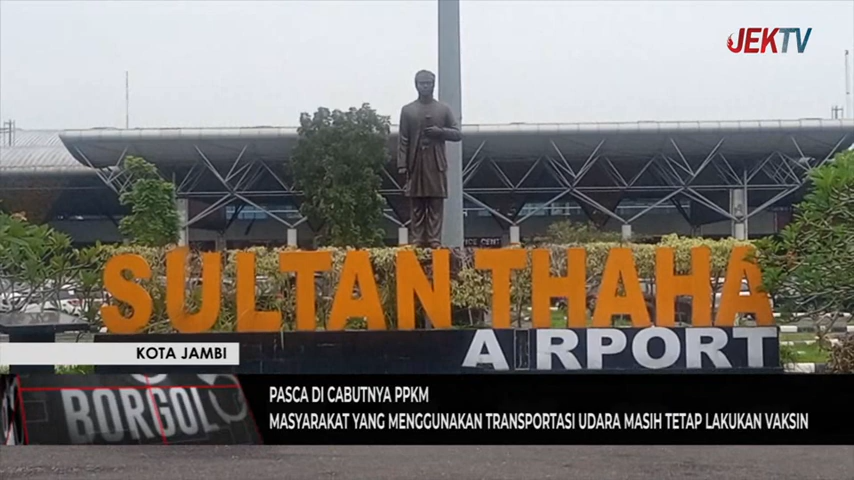 JEKTV
SULTAN THAHA
AIRPORT
KOTA JAMBI
BORGOL
PASCA DI CABUTNYA PPKM
MASYARAKAT YANG MENGGUNAKAN TRANSPORTASI UDARA MASIH TETAP LAKUKAN VAKSIN